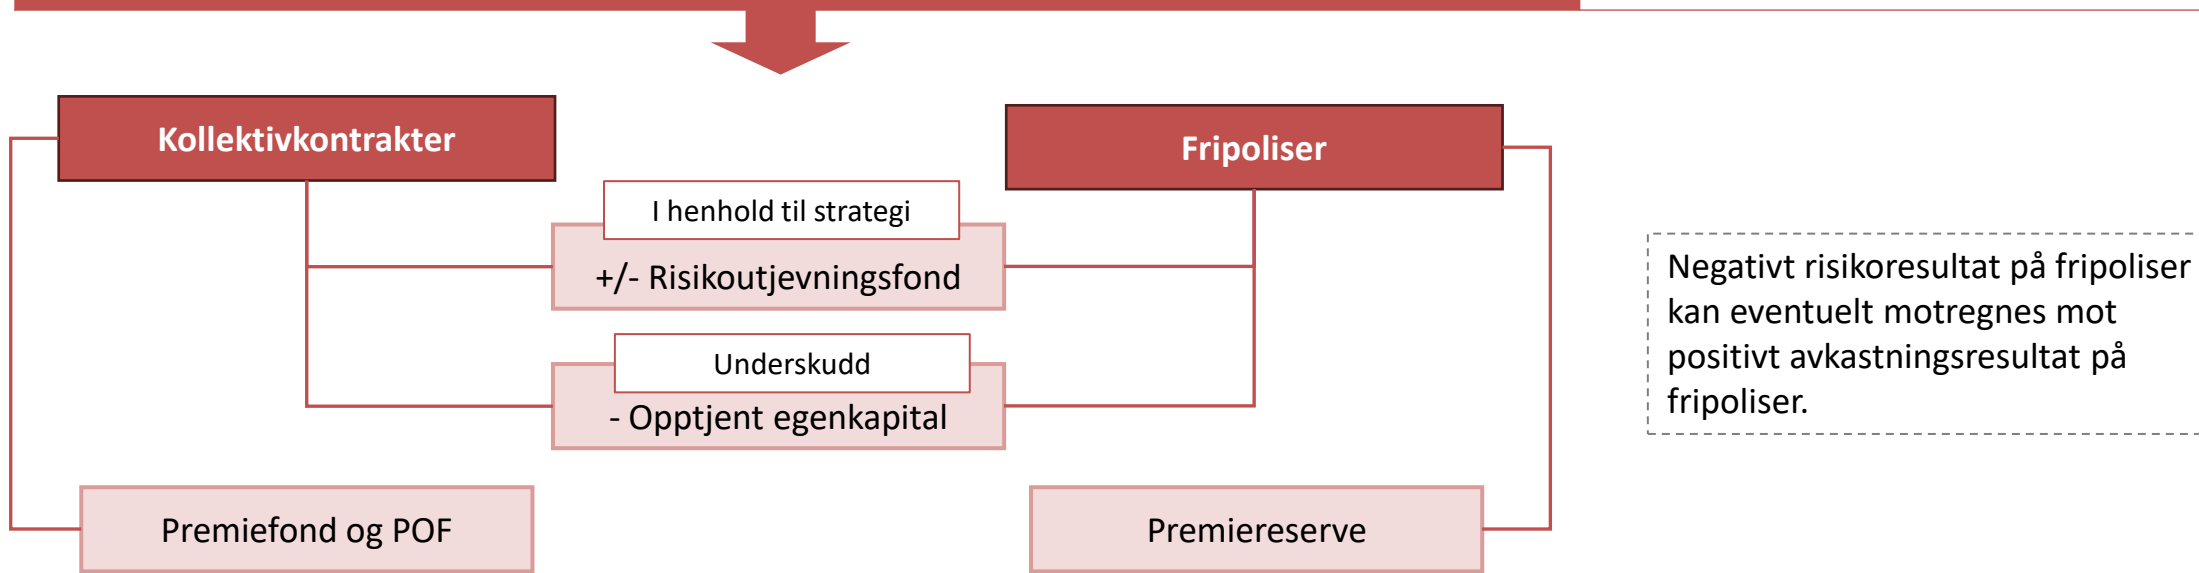 Kollektivkontrakter
Fripoliser
I henhold til strategi
+/- Risikoutjevningsfond
Underskudd
- Opptjent egenkapital
Premiefond og POF
Premiereserve
Negativt risikoresultat på fripoliser
kan eventuelt motregnes mot
positivt avkastningsresultat på
fripoliser.